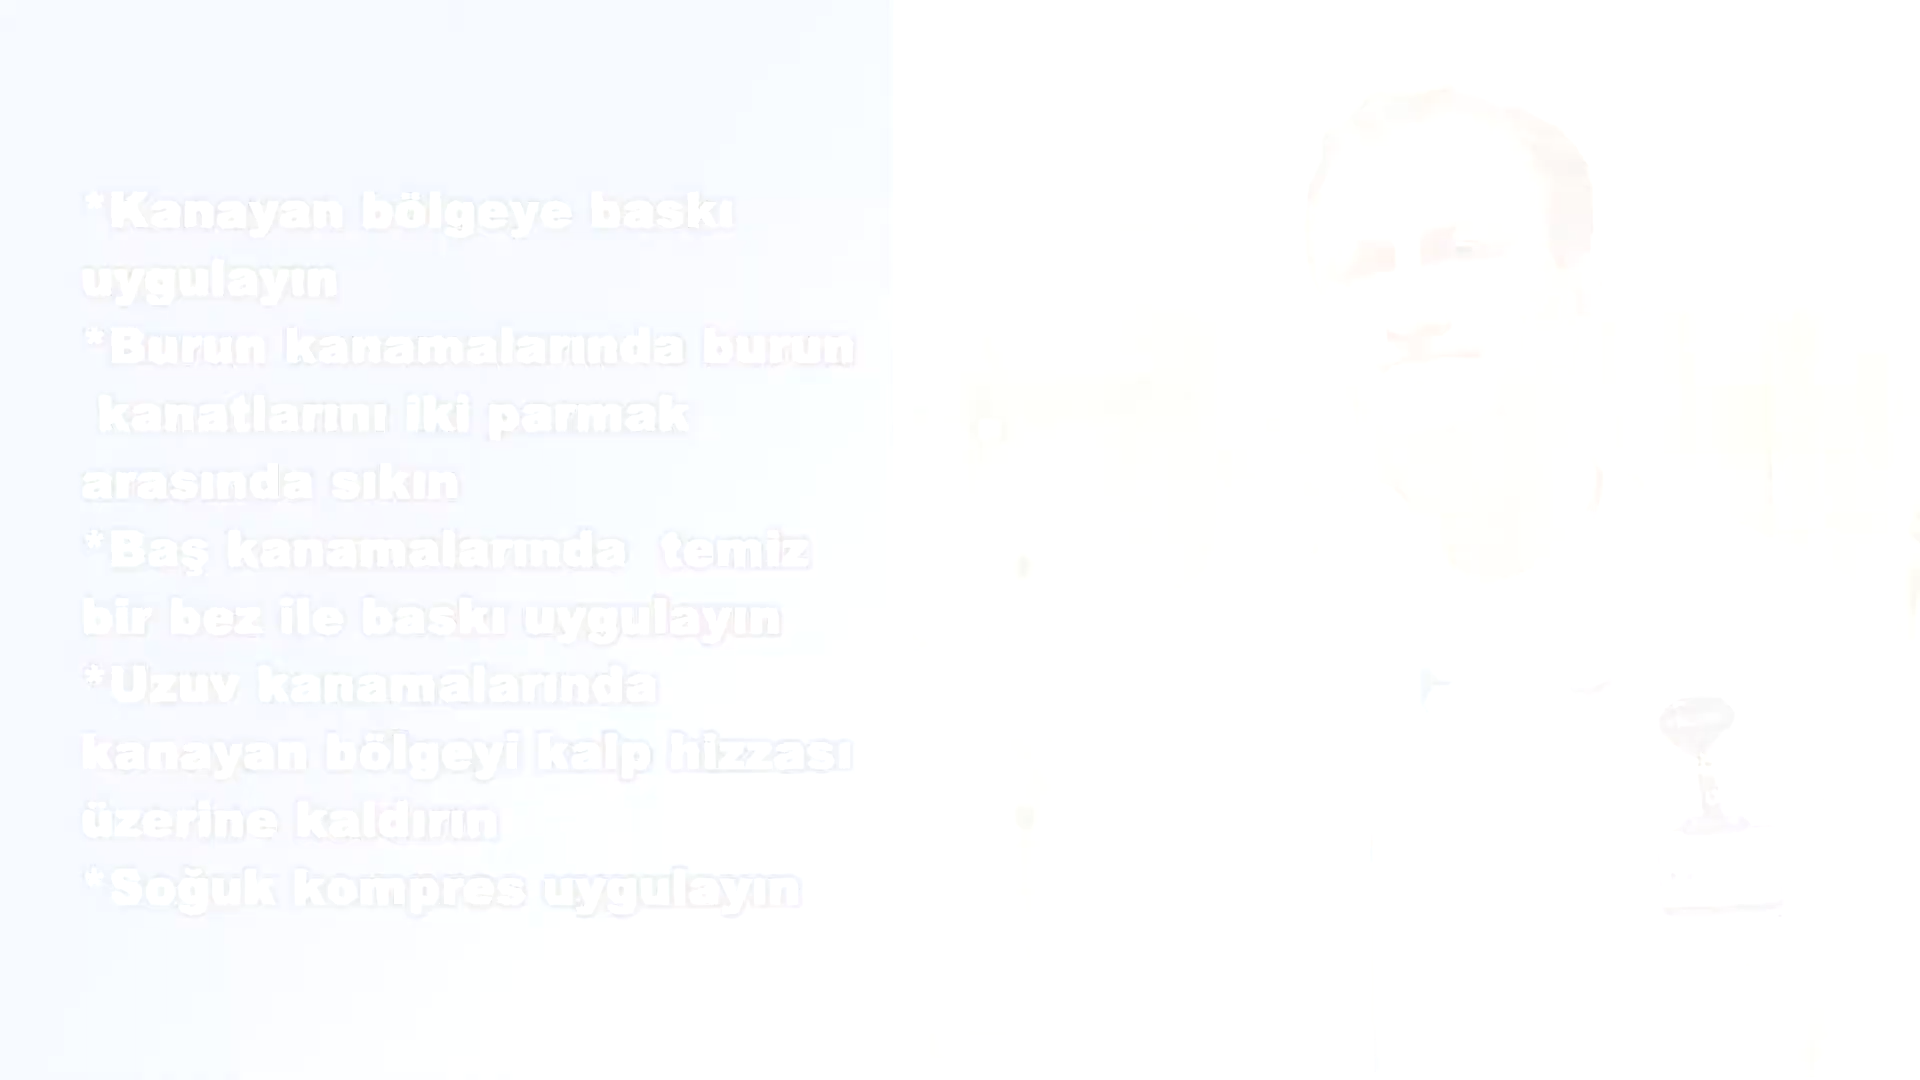 *Kanayan bölgeye baskı
uygulayın
*Burun kanamalarında burun
kanatlarını iki parmak
arasında sıkın
*Baş kanamalarında temiz
bir bez ile baskı uygulayın
*Uzuv kanamalarında
kanayan bölgeyi kalp hizzası
üzerine kaldırın
*Soğuk kompres uygulayın